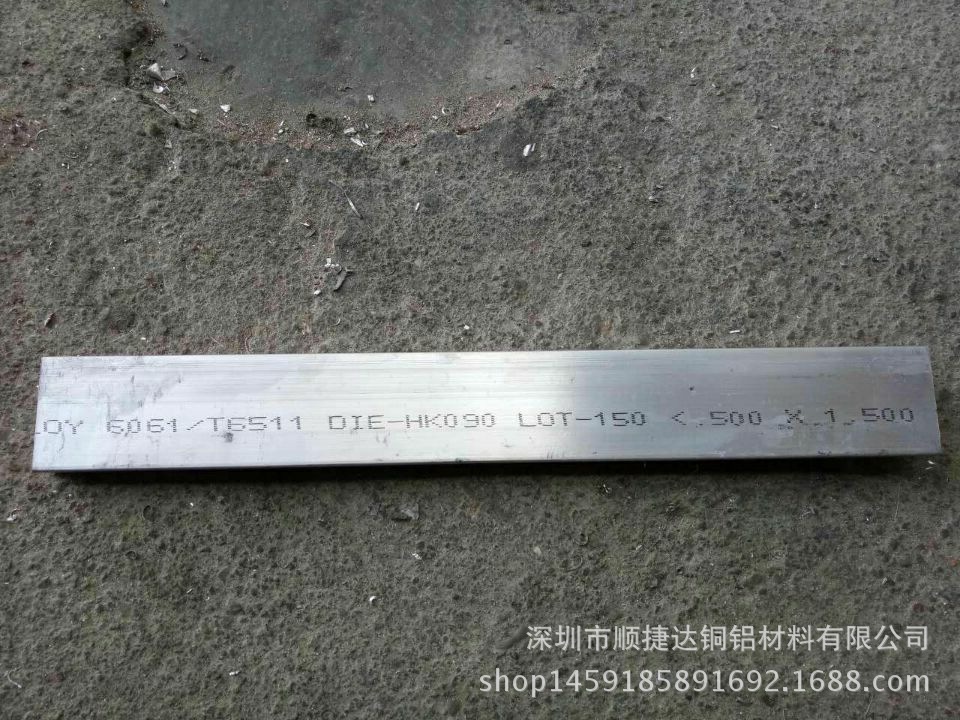 LOY 6061/T6511 DIE-HK090 LOT-150 <.500 X 1.500
深圳市顺捷达铜铝材料有限公司
shop1459185891692.1688.com